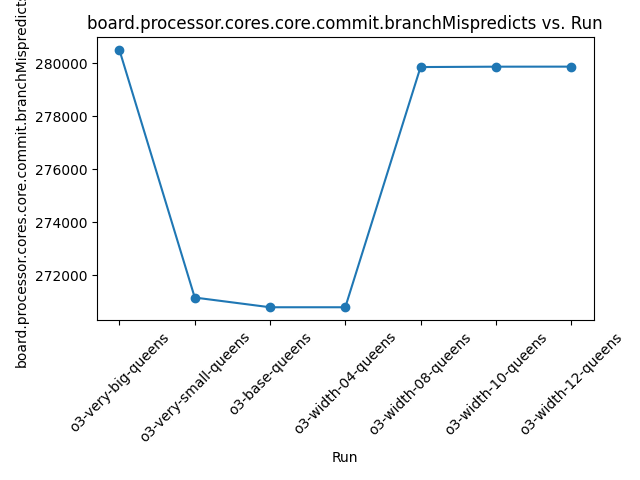 board.processor.cores.core.commit.branchMispredicts vs. Run
board.processor.cores.core.commit.branchMispredicts
280000
278000
276000
274000
272000
o3-very-big-queens
o3-very-small-queens
o3-base-queens
o3-width-04-queens
o3-width-08-queens
o3-width-10-queens
o3-width-12-queens
Run